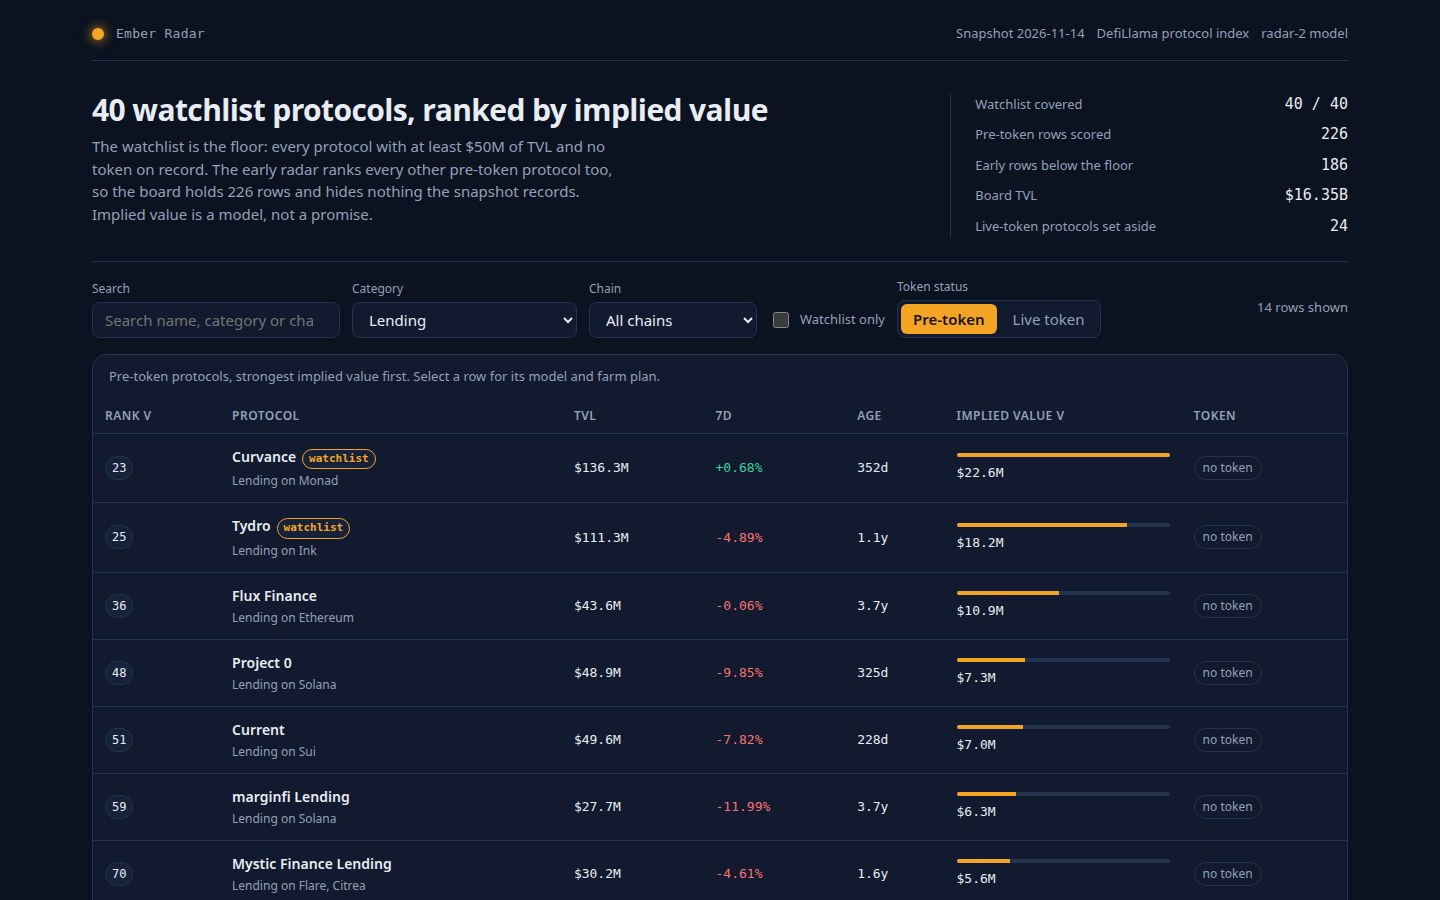 Ember Radar
Snapshot 2026-11-14 DefiLlama protocol index radar-2 model
40 watchlist protocols, ranked by implied value
The watchlist is the floor: every protocol with at least $50M of TVL and no
token on record. The early radar ranks every other pre-token protocol too,
so the board holds 226 rows and hides nothing the snapshot records.
Implied value is a model, not a promise.
Watchlist covered 40 / 40
Pre-token rows scored 226
Early rows below the floor 186
Board TVL $16.35B
Live-token protocols set aside 24
Search Category Chain Token status
Search name, category or cha Lending All chains Watchlist only Pre-token Live token 14 rows shown
Pre-token protocols, strongest implied value first. Select a row for its model and farm plan.
RANK V PROTOCOL TVL 7D AGE IMPLIED VALUE V TOKEN
23 Curvance watchlist $136.3M +0.68% 352d $22.6M no token
Lending on Monad
25 Tydro watchlist $111.3M -4.89% 1.1y $18.2M no token
Lending on Ink
36 Flux Finance $43.6M -0.06% 3.7y $10.9M no token
Lending on Ethereum
48 Project 0 $48.9M -9.85% 325d $7.3M no token
Lending on Solana
51 Current $49.6M -7.82% 228d $7.0M no token
Lending on Sui
59 marginfi Lending $27.7M -11.99% 3.7y $6.3M no token
Lending on Solana
70 Mystic Finance Lending $30.2M -4.61% 1.6y $5.6M no token
Lending on Flare, Citrea